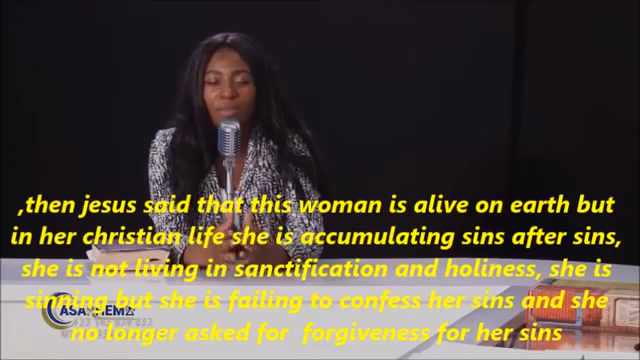 ,then jesus said that this woman is alive on earth but
in her christian life she is accumulating sins after sins,
she is not living in sanctification and holiness, she is
sinning but she is failing to confess her sins and she
no longer asked for forgiveness for her sins